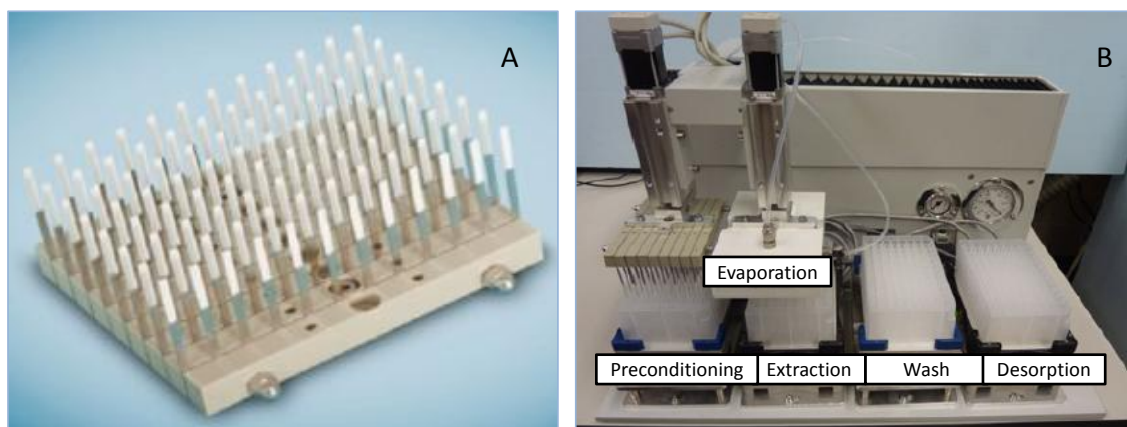 A
B
Evaporation
Preconditioning
Extraction
Wash
Desorption